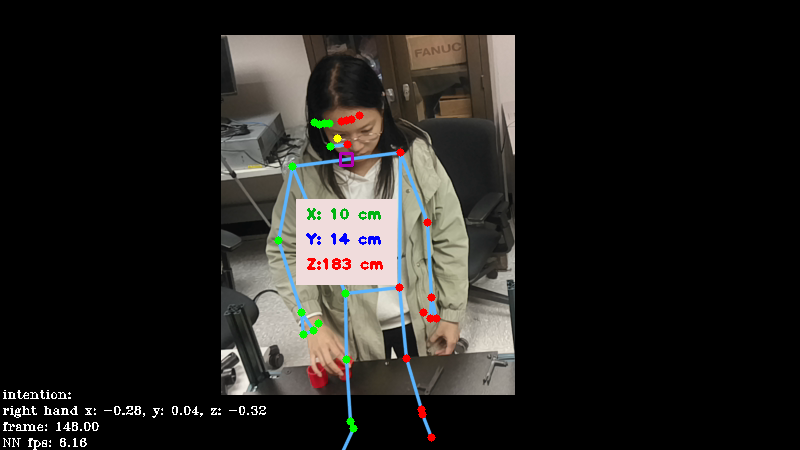 FANUC
X: 10 cm
Y: 14 cm
Z:183 cm
intention:
right hand x: -0.28, y: 0.04, z: -0.32
frame: 148.00
NN fps: 6.16